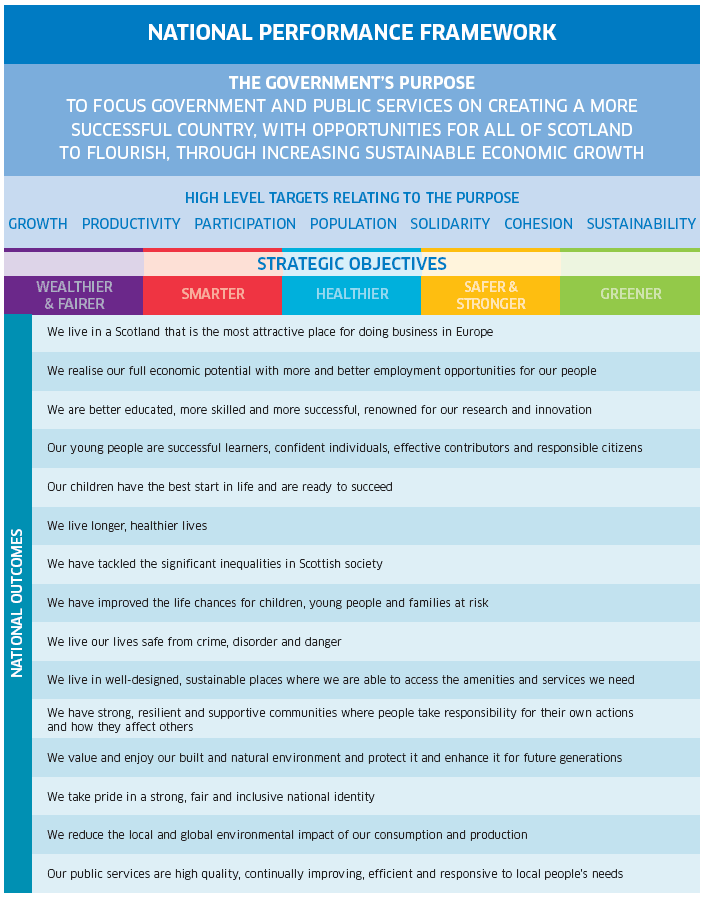 NATIONAL PERFORMANCE FRAMEWORK
THE GOVERNMENT'S PURPOSE
TO FOCUS GOVERNMENT AND PUBLIC SERVICES ON CREATING A MORE
SUCCESSFUL COUNTRY, WITH OPPORTUNITIES FOR ALL OF SCOTLAND
TO FLOURISH, THROUGH INCREASING SUSTAINABLE ECONOMIC GROWTH
HIGH LEVEL TARGETS RELATING TO THE PURPOSE
GROWTH PRODUCTIVITY PARTICIPATION POPULATION SOLIDARITY COHESION SUSTAINABILITY
STRATEGIC OBJECTIVES
WEALTHIER
& FAIRER
SMARTER
HEALTHIER
SAFER &
STRONGER
GREENER
NATIONAL OUTCOMES
We live in a Scotland that is the most attractive place for doing business in Europe
We realise our full economic potential with more and better employment opportunities for our people
We are better educated, more skilled and more successful, renowned for our research and innovation
Our young people are successful learners, confident individuals, effective contributors and responsible citizens
Our children have the best start in life and are ready to succeed
We live longer, healthier lives
We have tackled the significant inequalities in Scottish society
We have improved the life chances for children, young people and families at risk
We live our lives safe from crime, disorder and danger
We live in well-designed, sustainable places where we are able to access the amenities and services we need
We have strong, resilient and supportive communities where people take responsibility for their own actions
and how they affect others
We value and enjoy our built and natural environment and protect it and enhance it for future generations
We take pride in a strong, fair and inclusive national identity
We reduce the local and global environmental impact of our consumption and production
Our public services are high quality, continually improving, efficient and responsive to local people's needs